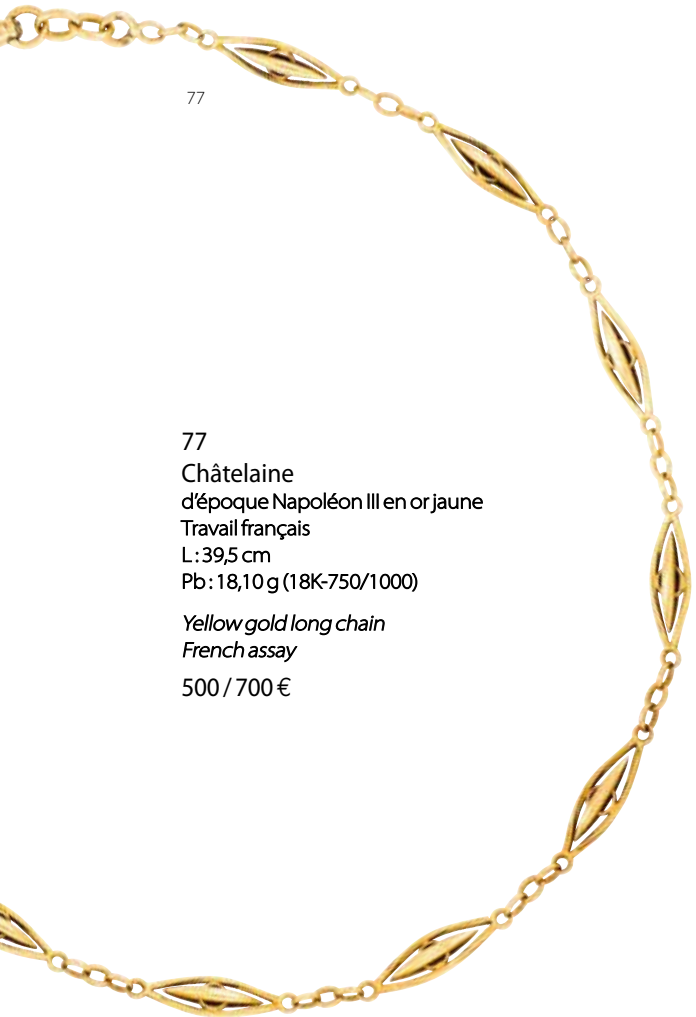 77
77
Châtelaine
d'époque Napoléon III en or jaune
Travail français
L : 39,5 cm
Pb : 18,10 g (18K-750/1000)
Yellow gold long chain
French assay
500 / 700 €